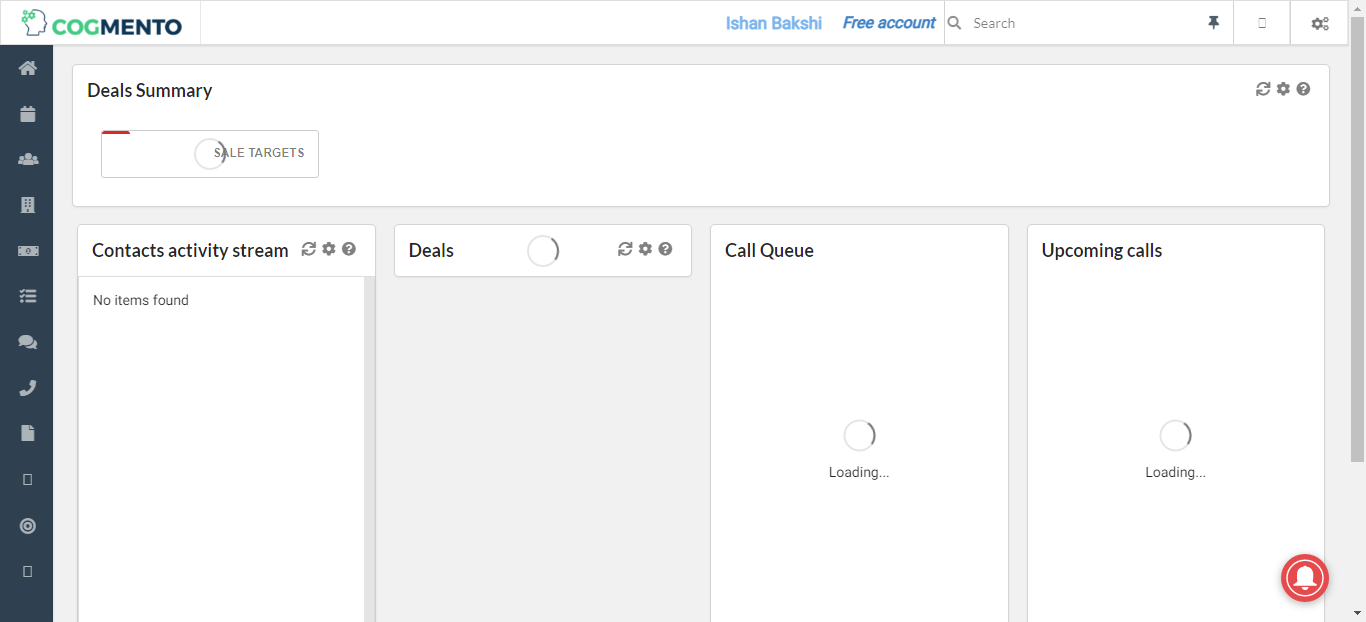 COGMENTO
Ishan Bakshi
Free account
Search
Deals Summary
SALE TARGETS
Contacts activity stream
No items found
Deals
Call Queue
Loading...
Upcoming calls
Loading...